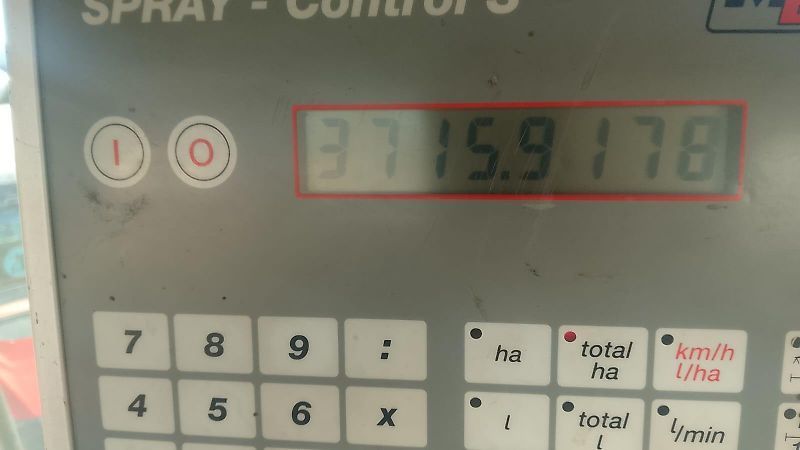 SPRAY - Control S
I O 3715.9178
7 8 9 : ha total ha km/h l/ha
4 5 6 x l total l l/min